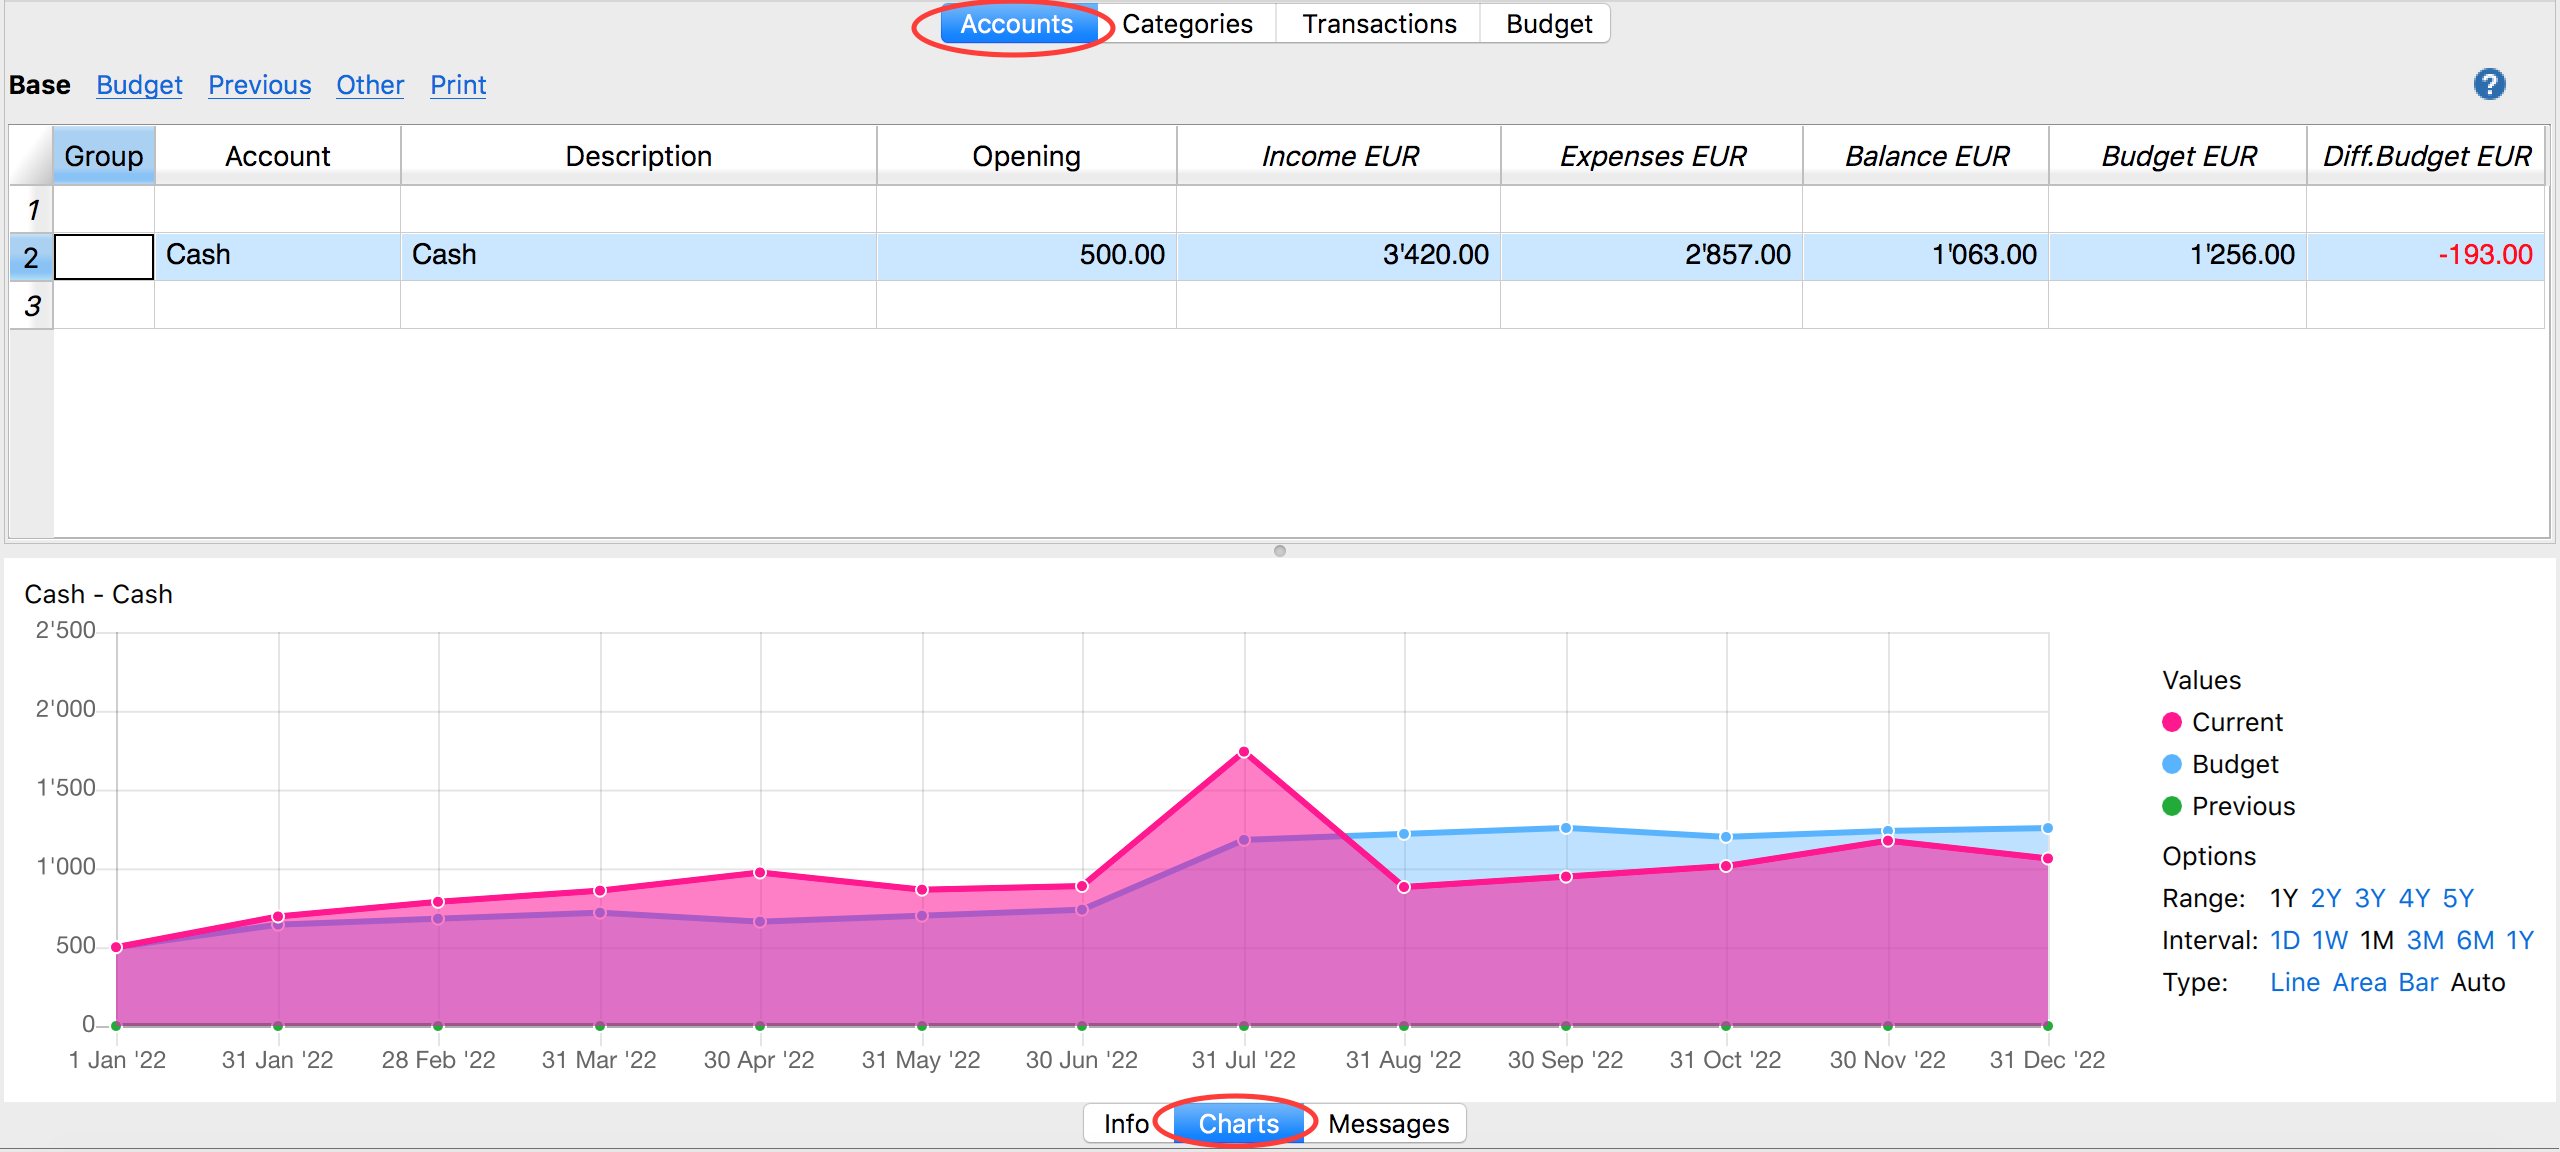 Accounts Categories Transactions Budget
Base Budget Previous Other Print ?
Group Account Description Opening Income EUR Expenses EUR Balance EUR Budget EUR Diff.Budget EUR
1
2 Cash Cash 500.00 3'420.00 2'857.00 1'063.00 1'256.00 -193.00
3
Cash - Cash
2'500
2'000
1'500
1'000
500
0
1 Jan '22 31 Jan '22 28 Feb '22 31 Mar '22 30 Apr '22 31 May '22 30 Jun '22 31 Jul '22 31 Aug '22 30 Sep '22 31 Oct '22 30 Nov '22 31 Dec '22
Values
Current
Budget
Previous
Options
Range: 1Y 2Y 3Y 4Y 5Y
Interval: 1D 1W 1M 3M 6M 1Y
Type: Line Area Bar Auto
Info Charts Messages